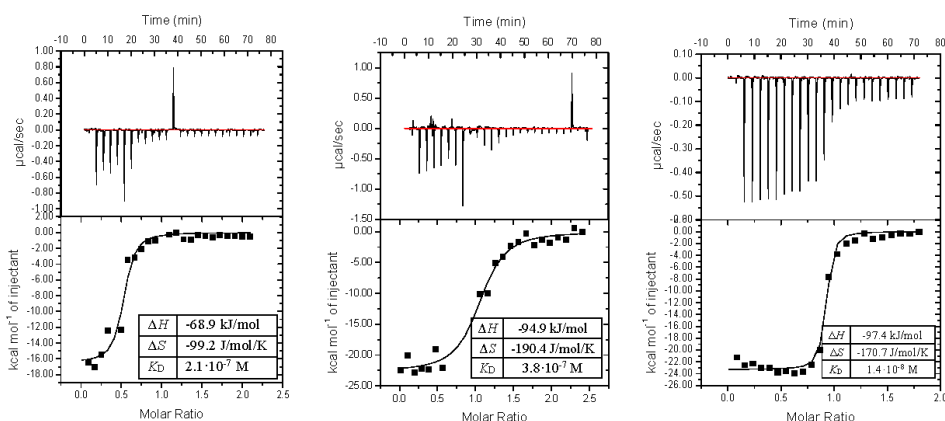 Time (min)
-10 0 10 20 30 40 50 60 70 80
1.00
0.80
0.60
0.40
0.20
0.00
-0.20
-0.40
-0.60
-0.80
-1.00
µcal/sec
2.00
0.00
-2.00
-4.00
-6.00
-8.00
-10.00
-12.00
-14.00
-16.00
-18.00
kcal mol⁻¹ of injectant
ΔH -68.9 kJ/mol
ΔS -99.2 J/mol/K
KD 2.1·10⁻⁷ M
0.0 0.5 1.0 1.5 2.0 2.5
Molar Ratio
Time (min)
-10 0 10 20 30 40 50 60 70 80
1.50
1.00
0.50
0.00
-0.50
-1.00
-1.50
µcal/sec
0.00
-5.00
-10.00
-15.00
-20.00
-25.00
kcal mol⁻¹ of injectant
ΔH -94.9 kJ/mol
ΔS -190.4 J/mol/K
KD 3.8·10⁻⁷ M
0.0 0.5 1.0 1.5 2.0 2.5
Molar Ratio
Time (min)
-10 0 10 20 30 40 50 60 70 80
0.10
0.00
-0.10
-0.20
-0.30
-0.40
-0.50
-0.60
µcal/sec
0.00
-2.00
-4.00
-6.00
-8.00
-10.00
-12.00
-14.00
-16.00
-18.00
-20.00
-22.00
-24.00
-26.00
kcal mol⁻¹ of injectant
ΔH -97.4 kJ/mol
ΔS -170.7 J/mol/K
KD 1.4·10⁻⁸ M
0.0 0.5 1.0 1.5 2.0
Molar Ratio